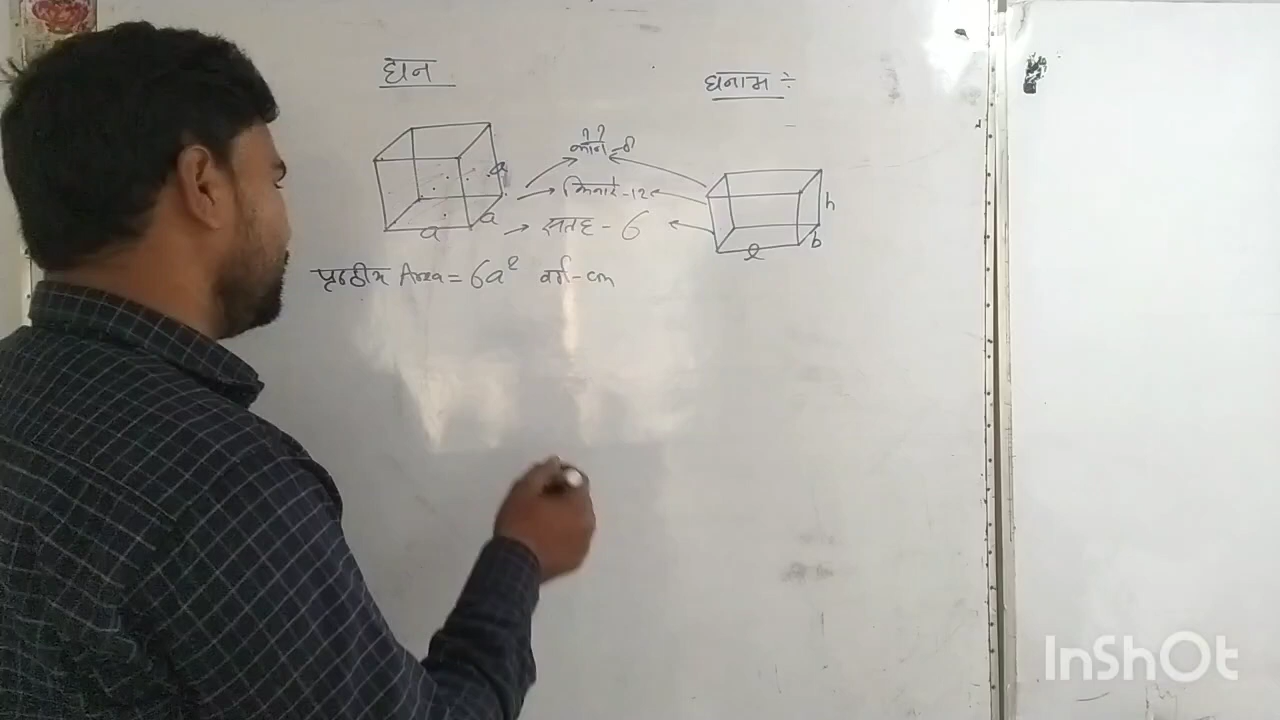 घन
घनाभ ÷
कोने = 8
किनारे - 12
सतह - 6
a
a
a
h
b
l
पृष्ठीय Area = 6a² वर्ग - cm
InShOt